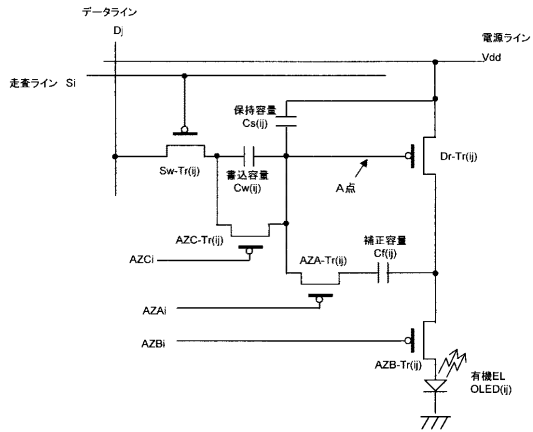 データライン
Dj
電源ライン
Vdd
走査ライン Si
保持容量
Cs(ij)
Sw-Tr(ij)
書込容量
Cw(ij)
A点
Dr-Tr(ij)
AZC-Tr(ij)
補正容量
Cf(ij)
AZCi
AZA-Tr(ij)
AZAi
AZBi
AZB-Tr(ij)
有機EL
OLED(ij)